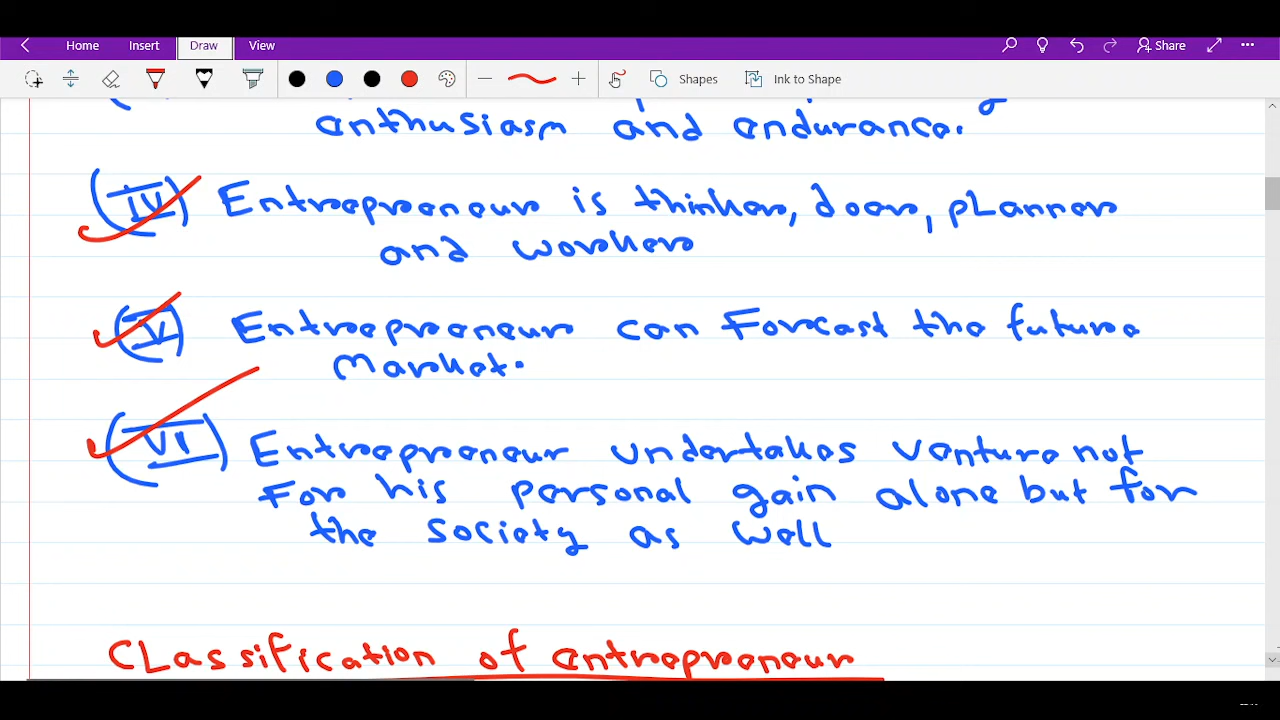 Home Insert Draw View Share
Shapes Ink to Shape
enthusiasm and endurance.
(IV) Entrepreneur is thinker, doer, planner
and worker
(V) Entrepreneur can Forcast the future
Market.
(VI) Entrepreneur undertakes venture not
For his personal gain alone but for
the society as well
Classification of entrepreneur